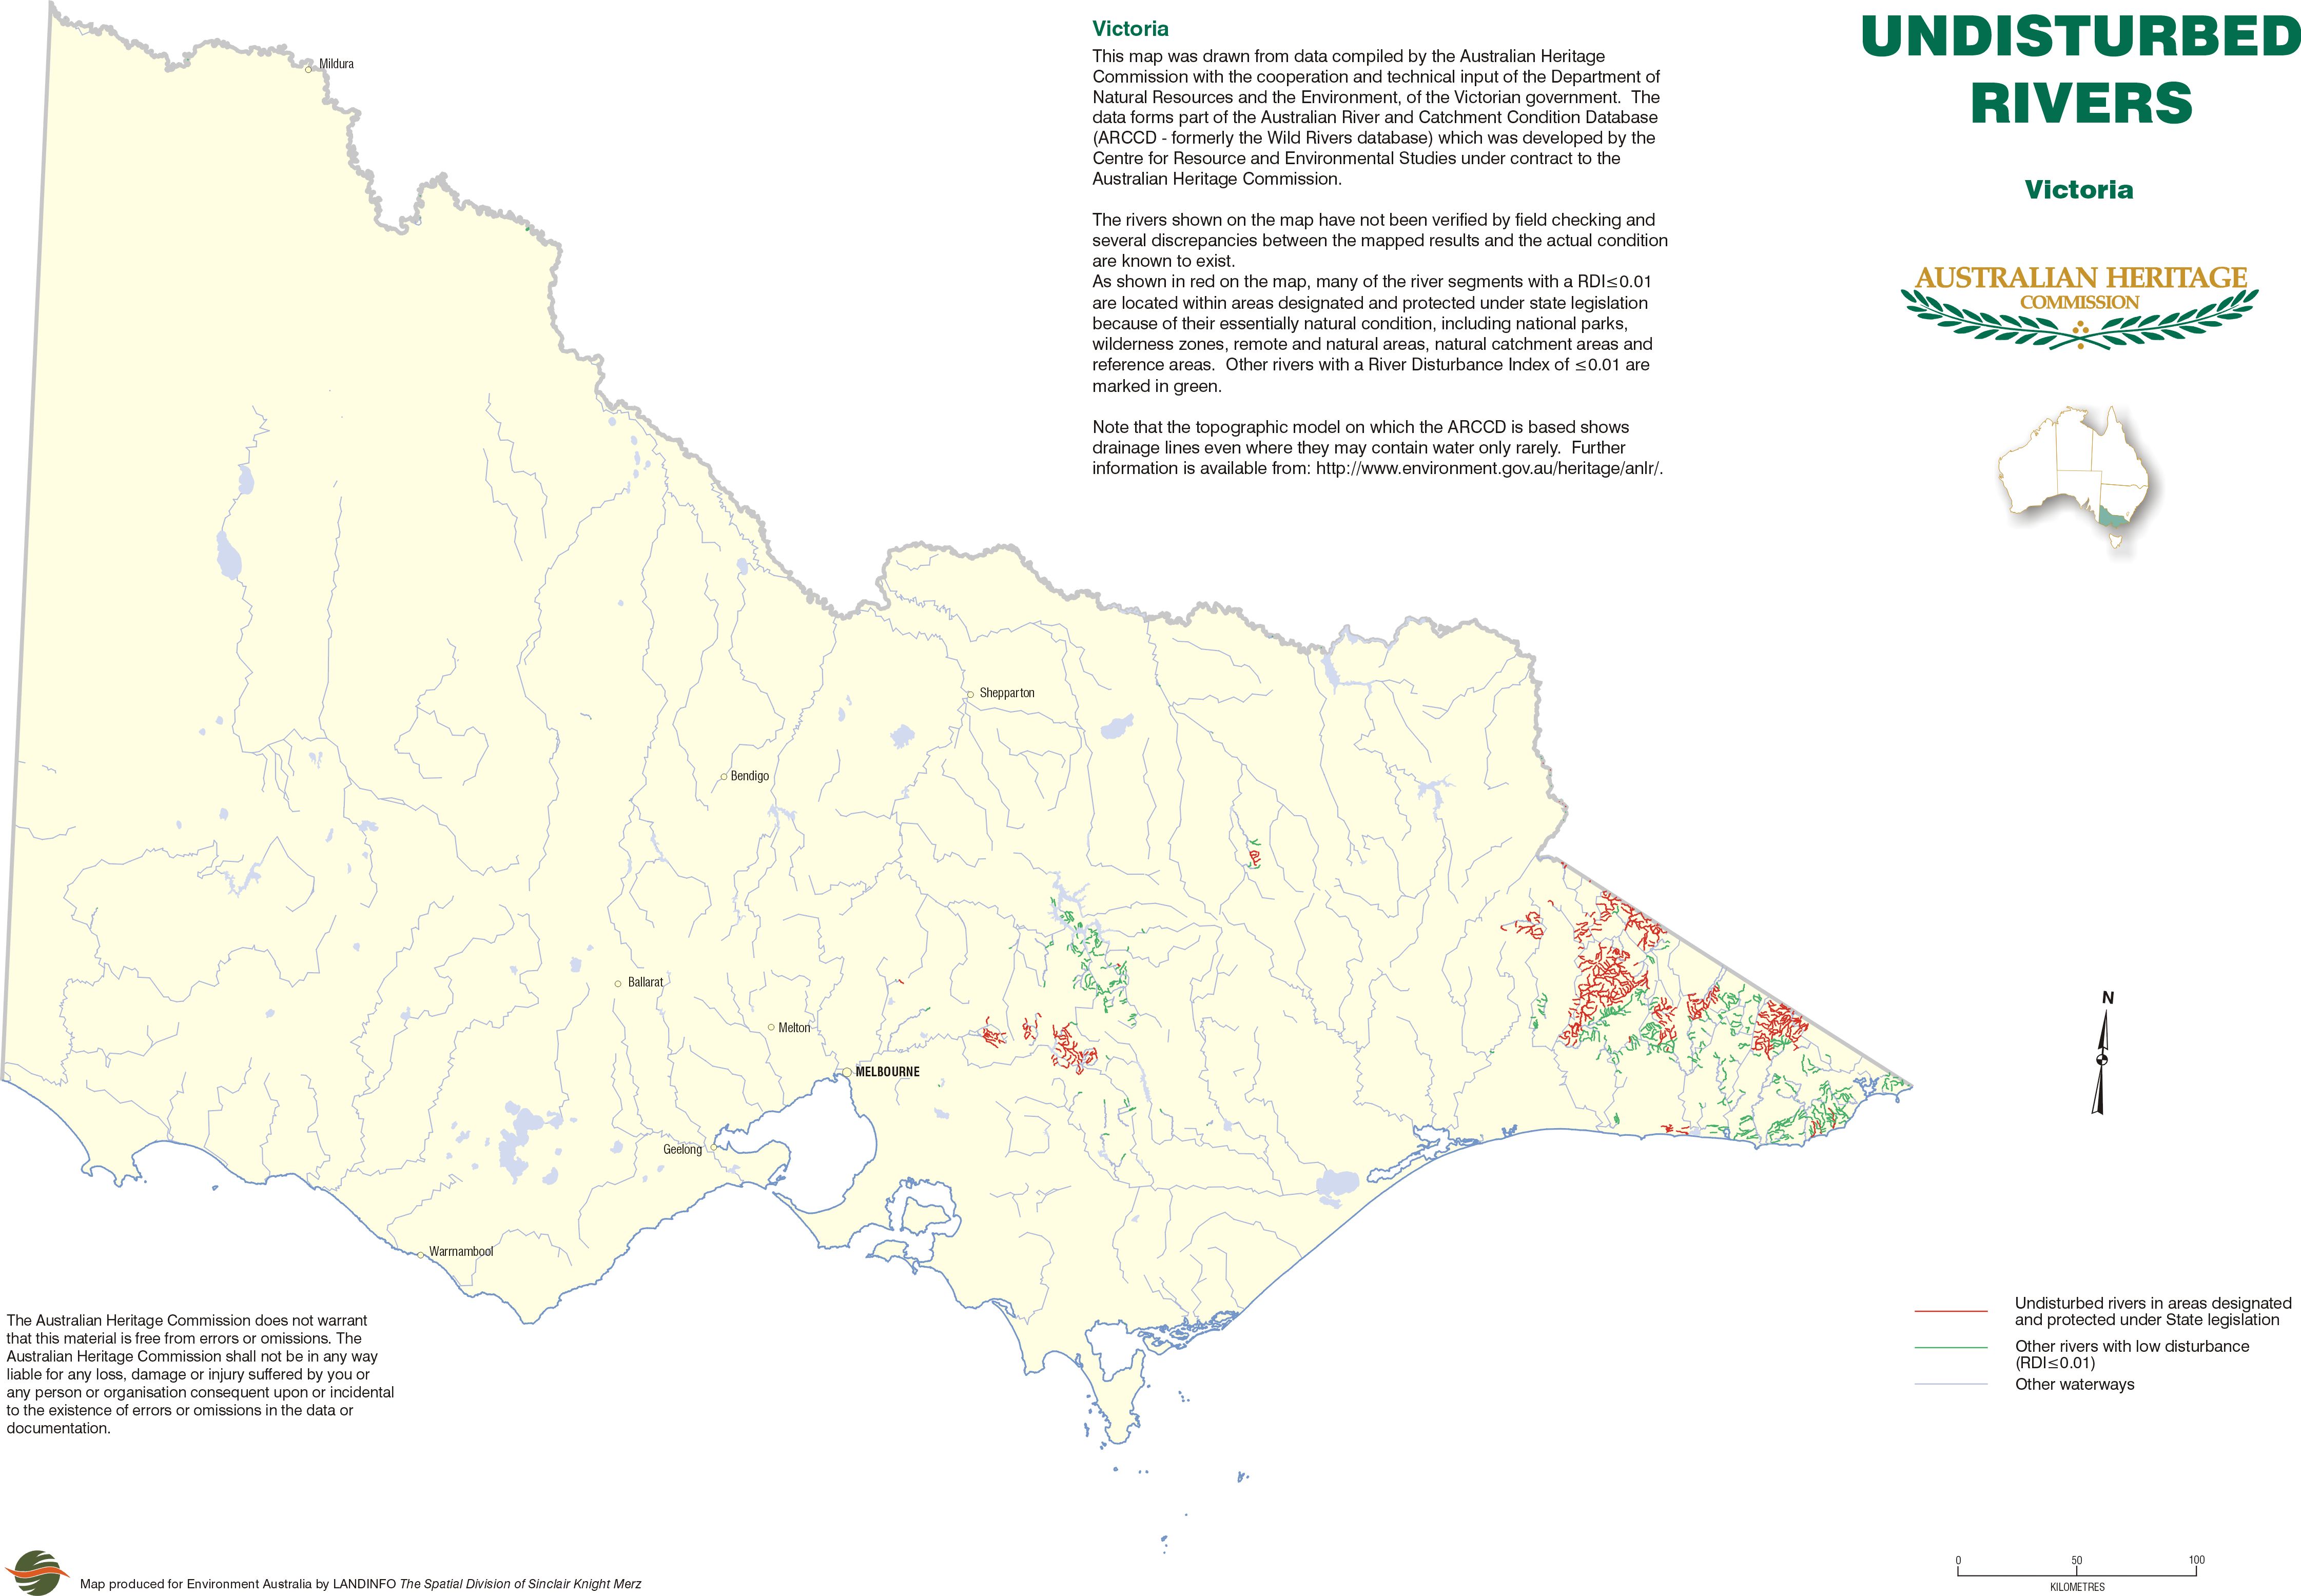 UNDISTURBED
RIVERS
Victoria
AUSTRALIAN HERITAGE
COMMISSION
Victoria
This map was drawn from data compiled by the Australian Heritage
Commission with the cooperation and technical input of the Department of
Natural Resources and the Environment, of the Victorian government.  The
data forms part of the Australian River and Catchment Condition Database
(ARCCD - formerly the Wild Rivers database) which was developed by the
Centre for Resource and Environmental Studies under contract to the
Australian Heritage Commission.
The rivers shown on the map have not been verified by field checking and
several discrepancies between the mapped results and the actual condition
are known to exist.
As shown in red on the map, many of the river segments with a RDI≤0.01
are located within areas designated and protected under state legislation
because of their essentially natural condition, including national parks,
wilderness zones, remote and natural areas, natural catchment areas and
reference areas.  Other rivers with a River Disturbance Index of ≤0.01 are
marked in green.
Note that the topographic model on which the ARCCD is based shows
drainage lines even where they may contain water only rarely.  Further
information is available from: http://www.environment.gov.au/heritage/anlr/.
Mildura
Shepparton
Bendigo
Ballarat
Melton
MELBOURNE
Geelong
Warrnambool
N
Undisturbed rivers in areas designated
and protected under State legislation
Other rivers with low disturbance
(RDI≤0.01)
Other waterways
The Australian Heritage Commission does not warrant
that this material is free from errors or omissions. The
Australian Heritage Commission shall not be in any way
liable for any loss, damage or injury suffered by you or
any person or organisation consequent upon or incidental
to the existence of errors or omissions in the data or
documentation.
Map produced for Environment Australia by LANDINFO The Spatial Division of Sinclair Knight Merz
0 50 100
KILOMETRES